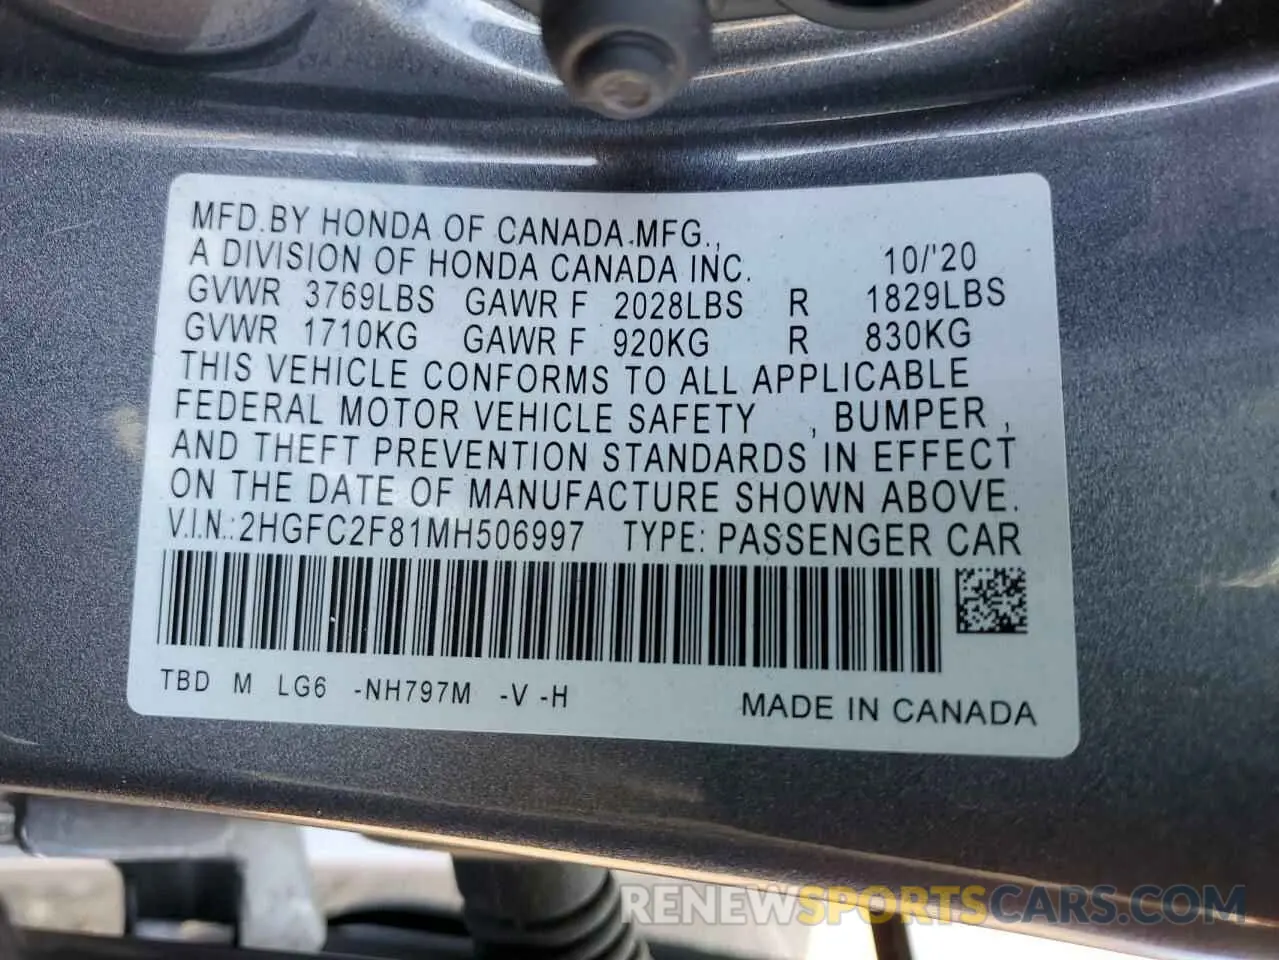 MFD.BY HONDA OF CANADA.MFG.,
A DIVISION OF HONDA CANADA INC. 10/'20
GVWR 3769LBS GAWR F 2028LBS R 1829LBS
GVWR 1710KG GAWR F 920KG R 830KG
THIS VEHICLE CONFORMS TO ALL APPLICABLE
FEDERAL MOTOR VEHICLE SAFETY , BUMPER ,
AND THEFT PREVENTION STANDARDS IN EFFECT
ON THE DATE OF MANUFACTURE SHOWN ABOVE.
V.I.N.:2HGFC2F81MH506997 TYPE: PASSENGER CAR
TBD M LG6 -NH797M -V -H MADE IN CANADA
RENEWSPORTSCARS.COM